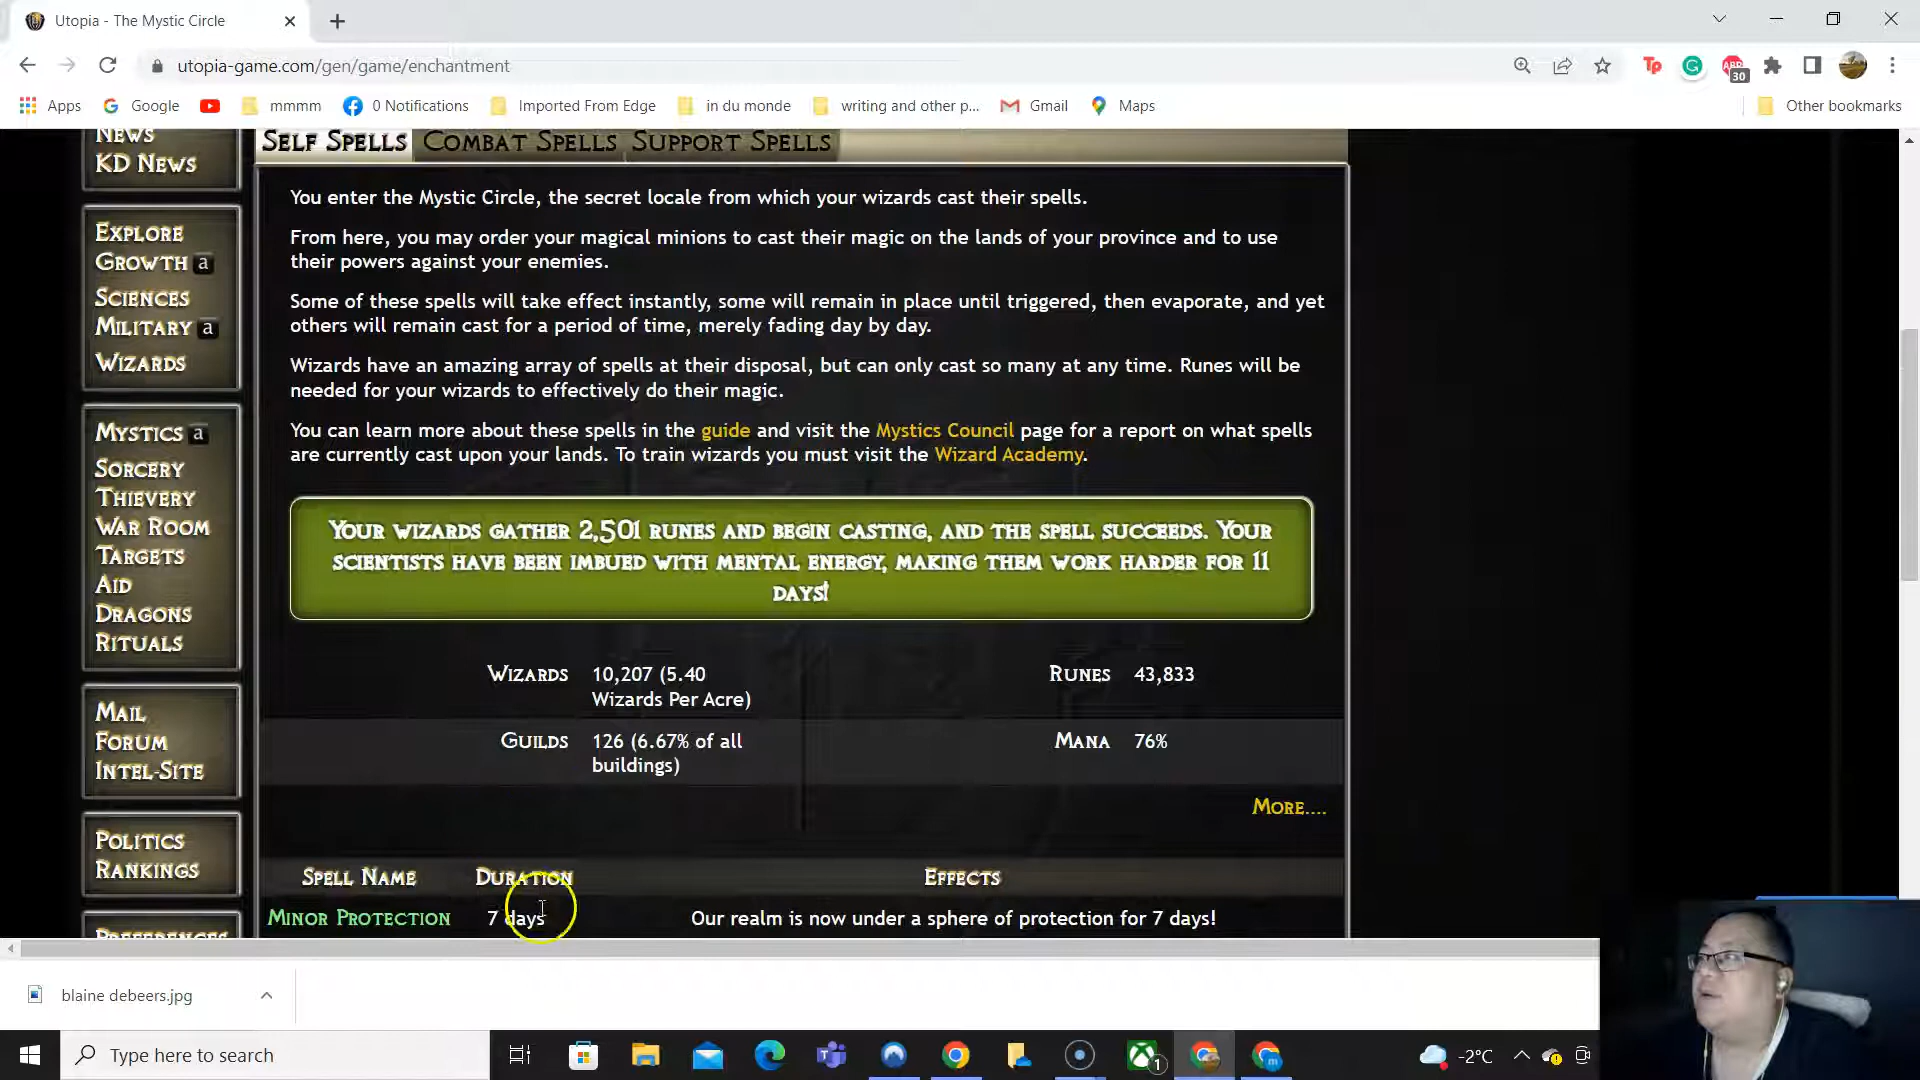 Utopia - The Mystic Circle
utopia-game.com/gen/game/enchantment
30
Apps
Google
mmmm
0 Notifications
Imported From Edge
in du monde
writing and other p...
Gmail
Maps
Other bookmarks
News
KD News
Explore
Growth a
Sciences
Military a
Wizards
Mystics a
Sorcery
Thievery
War Room
Targets
Aid
Dragons
Rituals
Mail
Forum
Intel-Site
Politics
Rankings
Preferences
Self Spells Combat Spells Support Spells
You enter the Mystic Circle, the secret locale from which your wizards cast their spells.
From here, you may order your magical minions to cast their magic on the lands of your province and to use
their powers against your enemies.
Some of these spells will take effect instantly, some will remain in place until triggered, then evaporate, and yet
others will remain cast for a period of time, merely fading day by day.
Wizards have an amazing array of spells at their disposal, but can only cast so many at any time. Runes will be
needed for your wizards to effectively do their magic.
You can learn more about these spells in the guide and visit the Mystics Council page for a report on what spells
are currently cast upon your lands. To train wizards you must visit the Wizard Academy.
Your wizards gather 2,501 runes and begin casting, and the spell succeeds. Your
scientists have been imbued with mental energy, making them work harder for 11
days!
Wizards 10,207 (5.40
Wizards Per Acre)
Runes 43,833
Guilds 126 (6.67% of all
buildings)
Mana 76%
More....
Spell Name Duration Effects
Minor Protection 7 days Our realm is now under a sphere of protection for 7 days!
blaine debeers.jpg
Type here to search
1
-2°C